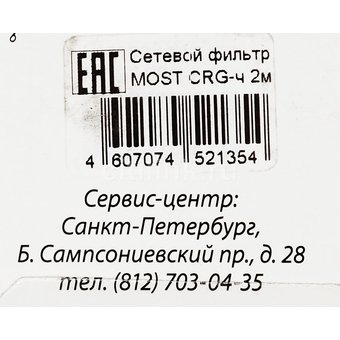 EAC
Сетевой фильтр
MOST CRG-ч 2м
4 607074 521354
Сервис-центр:
Санкт-Петербург,
Б. Сампсониевский пр., д. 28
тел. (812) 703-04-35